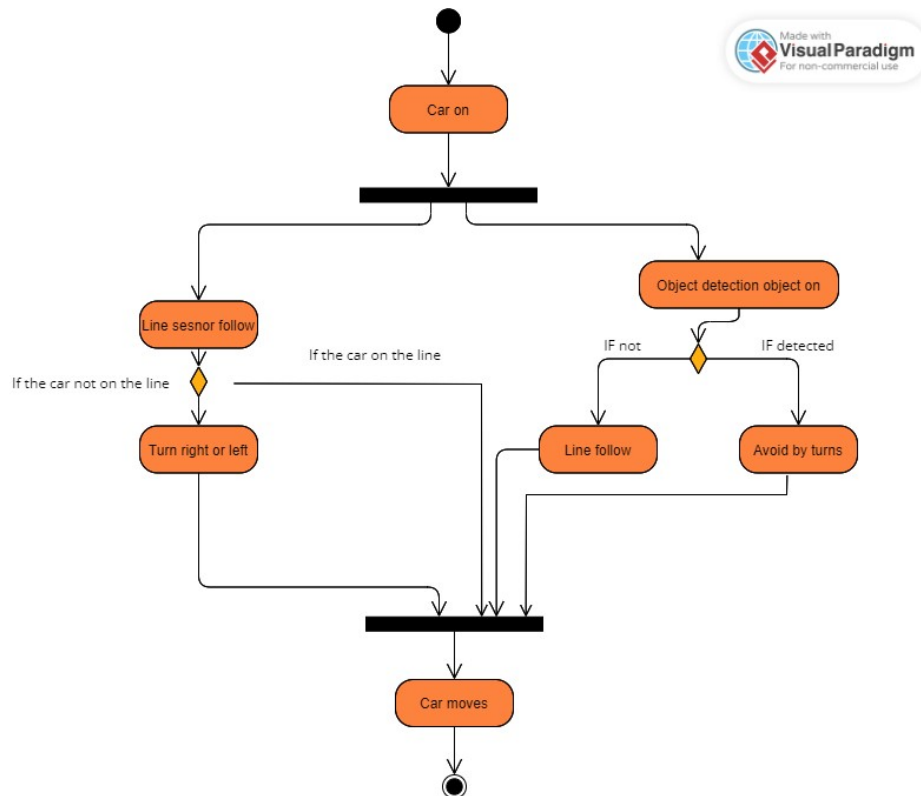 Made with
Visual Paradigm
For non-commercial use
Car on
Object detection object on
Line sesnor follow
IF not
IF detected
If the car on the line
If the car not on the line
Turn right or left
Line follow
Avoid by turns
Car moves